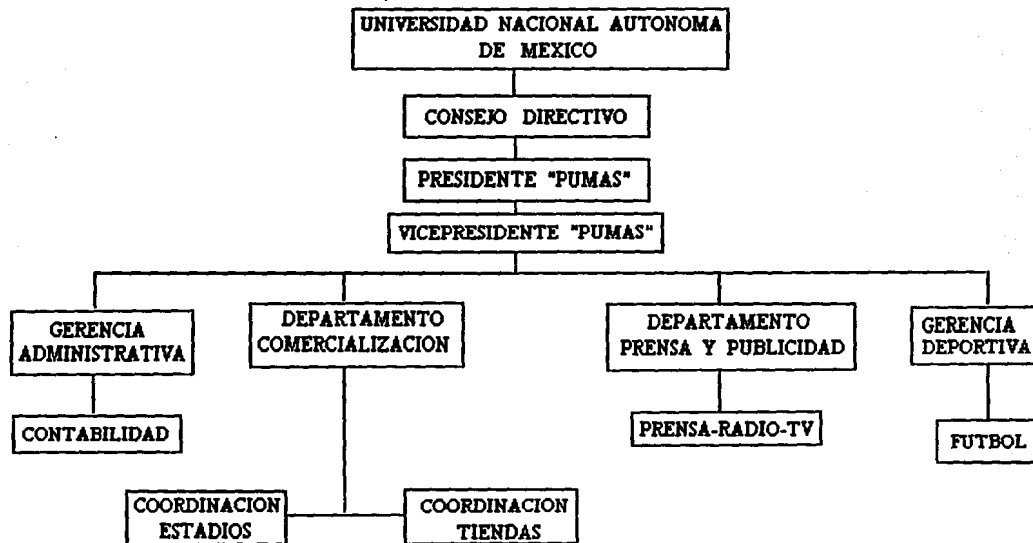 UNIVERSIDAD NACIONAL AUTONOMA
DE MEXICO
CONSEJO DIRECTIVO
PRESIDENTE "PUMAS"
VICEPRESIDENTE "PUMAS"
GERENCIA
ADMINISTRATIVA
DEPARTAMENTO
COMERCIALIZACION
DEPARTAMENTO
PRENSA Y PUBLICIDAD
GERENCIA
DEPORTIVA
CONTABILIDAD
PRENSA-RADIO-TV
FUTBOL
COORDINACION
ESTADIOS
COORDINACION
TIENDAS